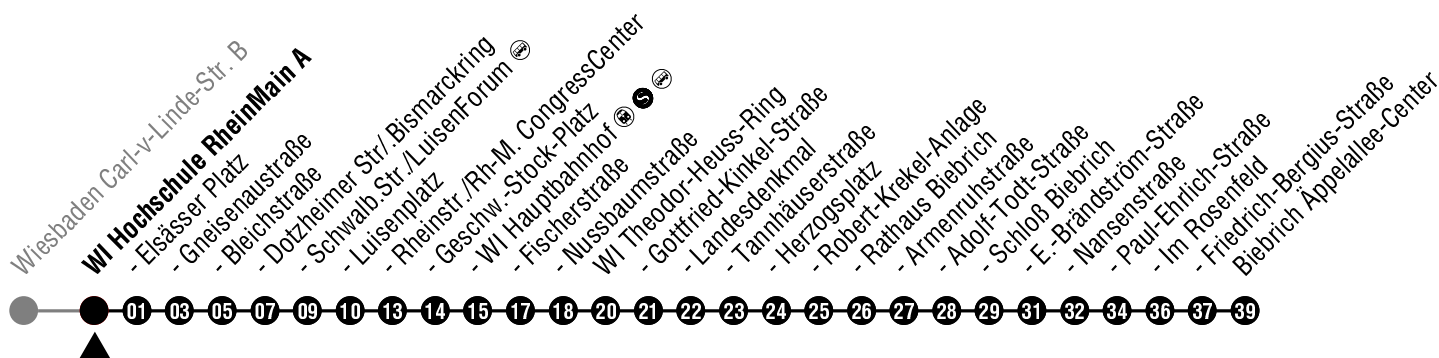 Wiesbaden Carl-v-Linde-Str. B
WI Hochschule RheinMain A
- Elsässer Platz
- Gneisenaustraße
- Bleichstraße
- Dotzheimer Str/.Bismarckring
- Schwalb.Str./LuisenForum
- Luisenplatz
- Rheinstr./Rh-M. CongressCenter
- Geschw.-Stock-Platz
- WI Hauptbahnhof S
- Fischerstraße
- Nussbaumstraße
WI Theodor-Heuss-Ring
- Gottfried-Kinkel-Straße
- Landesdenkmal
- Tannhäuserstraße
- Herzogsplatz
- Robert-Krekel-Anlage
- Rathaus Biebrich
- Armenruhstraße
- Adolf-Todt-Straße
- Schloß Biebrich
- E.-Brändström-Straße
- Nansenstraße
- Paul-Ehrlich-Straße
- Im Rosenfeld
- Friedrich-Bergius-Straße
Biebrich Äppelallee-Center
01 03 05 07 09 10 13 14 15 17 18 20 21 22 23 24 25 26 27 28 29 31 32 34 36 37 39